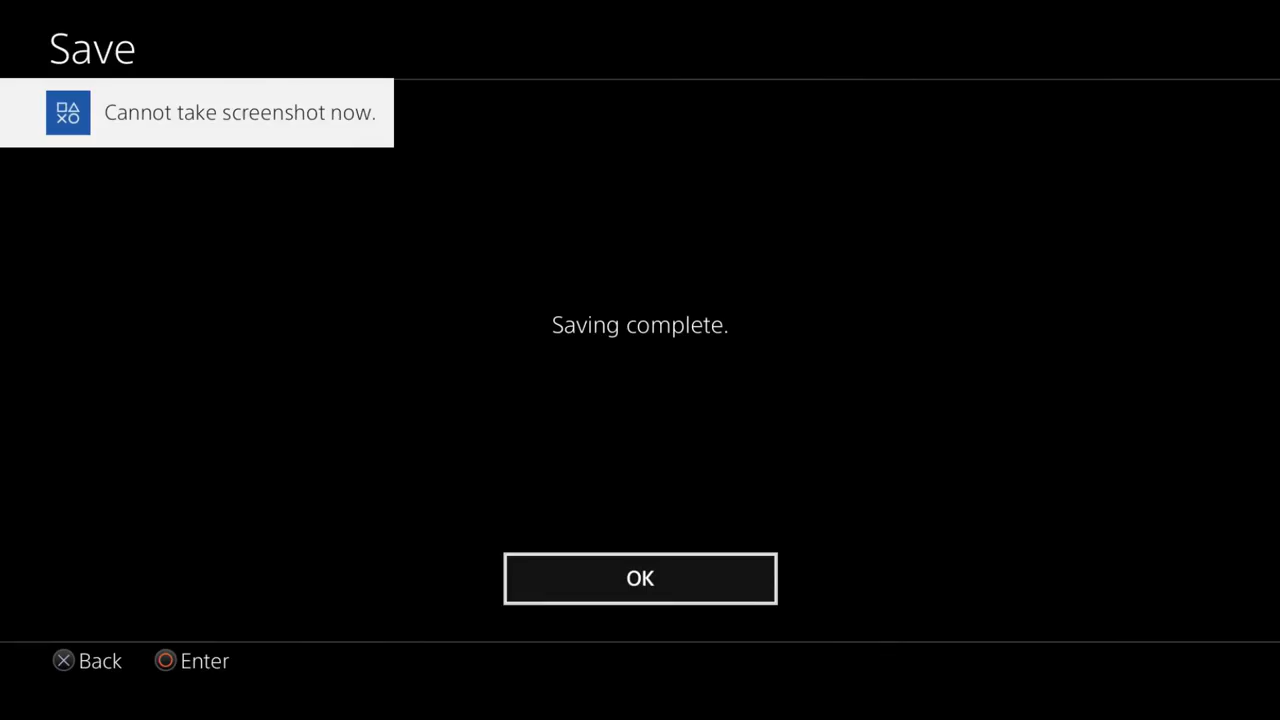 Save
Cannot take screenshot now.
Saving complete.
OK
Back Enter